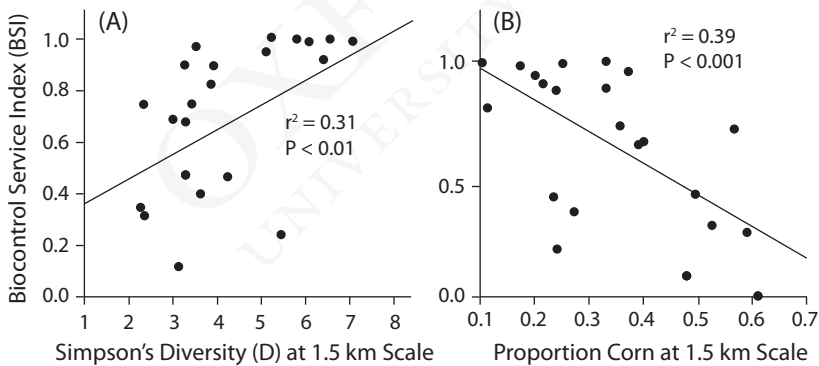 (A)
Biocontrol Service Index (BSI)
1.0
0.8
0.6
0.4
0.2
0.0
r² = 0.31
P < 0.01
1 2 3 4 5 6 7 8
Simpson's Diversity (D) at 1.5 km Scale
(B)
r² = 0.39
P < 0.001
1.0
0.5
0.0
0.1 0.2 0.3 0.4 0.5 0.6 0.7
Proportion Corn at 1.5 km Scale
UNIVERSITY